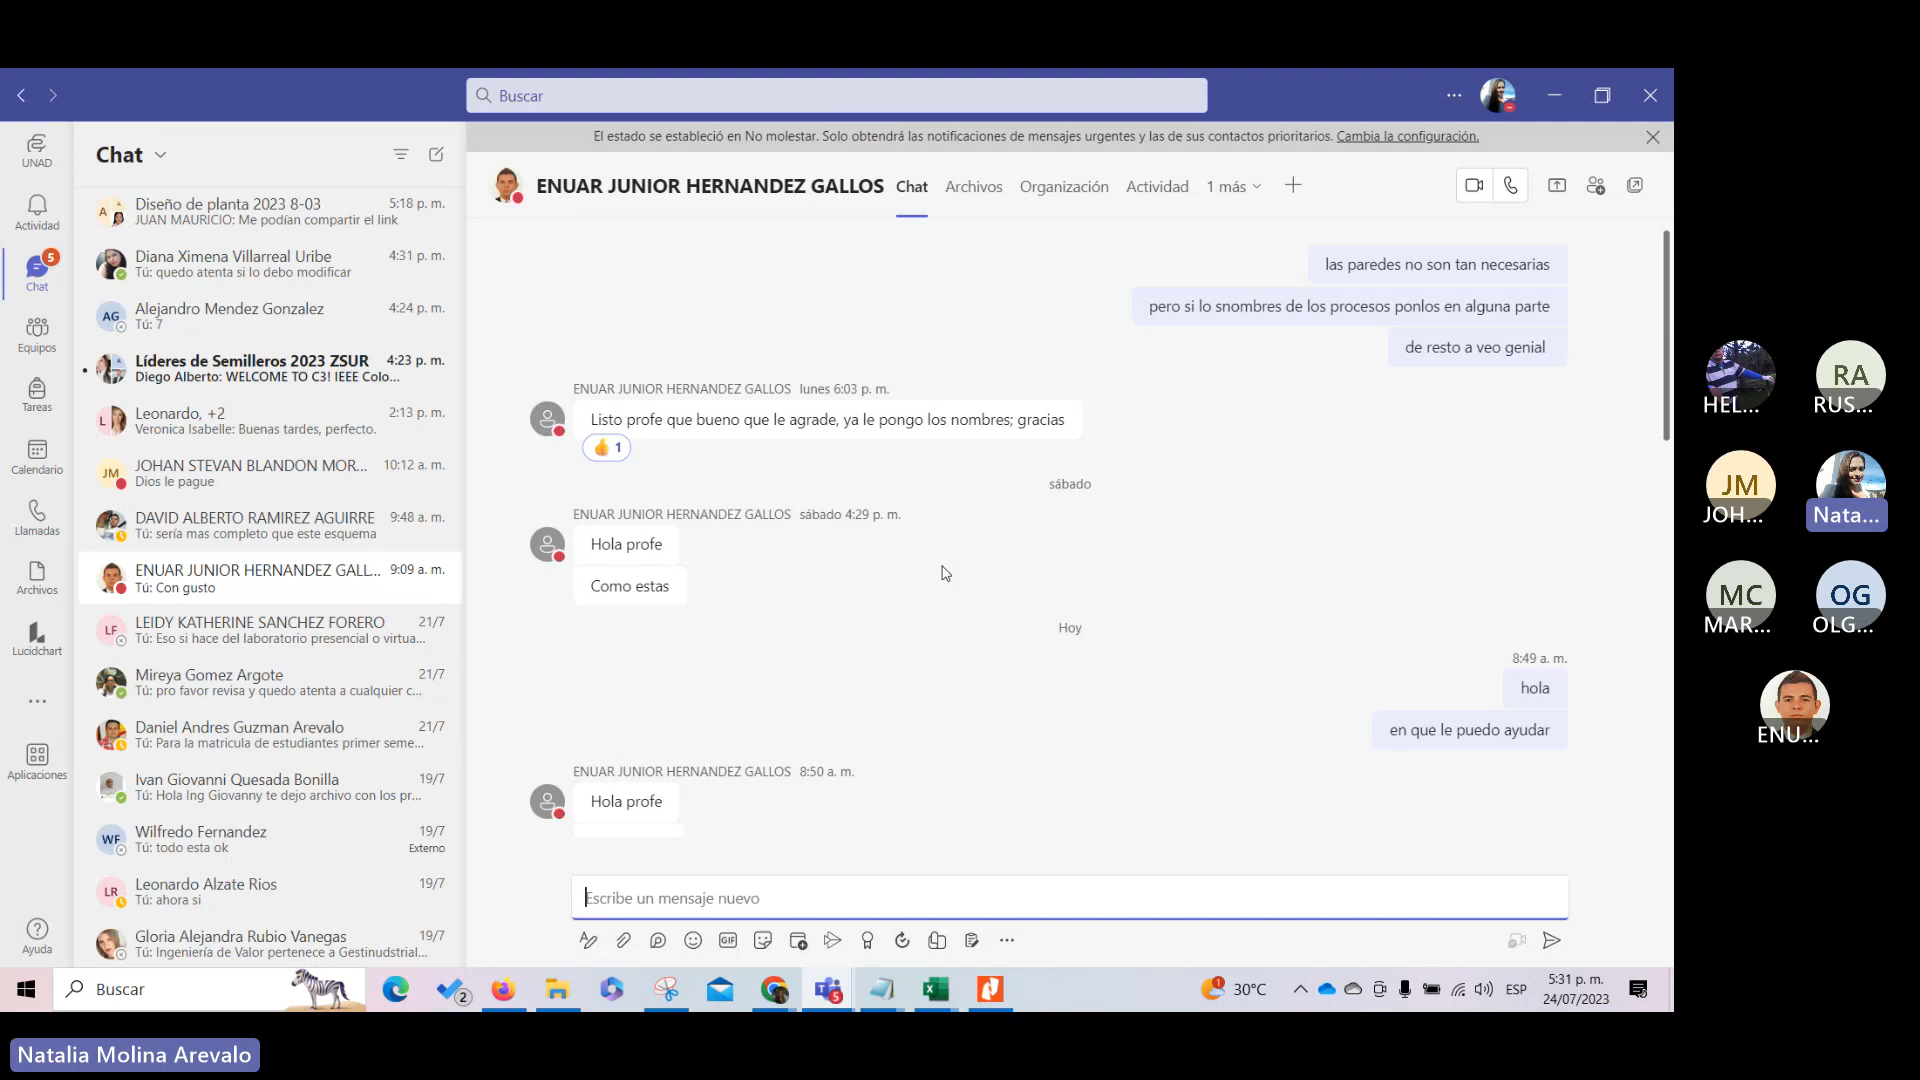 Buscar
El estado se estableció en No molestar. Solo obtendrá las notificaciones de mensajes urgentes y las de sus contactos prioritarios. Cambia la configuración.
UNAD
Actividad
5
Chat
Equipos
Tareas
Calendario
Llamadas
Archivos
Lucidchart
Aplicaciones
Ayuda
Chat
A
Diseño de planta 2023 8-03 5:18 p. m.
JUAN MAURICIO: Me podían compartir el link
Diana Ximena Villarreal Uribe 4:31 p. m.
Tú: quedo atenta si lo debo modificar
AG
Alejandro Mendez Gonzalez 4:24 p. m.
Tú: 7
Líderes de Semilleros 2023 ZSUR 4:23 p. m.
Diego Alberto: WELCOME TO C3! IEEE Colo...
L
Leonardo, +2 2:13 p. m.
Veronica Isabelle: Buenas tardes, perfecto.
JM
JOHAN STEVAN BLANDON MOR... 10:12 a. m.
Dios le pague
DAVID ALBERTO RAMIREZ AGUIRRE 9:48 a. m.
Tú: sería mas completo que este esquema
ENUAR JUNIOR HERNANDEZ GALL... 9:09 a. m.
Tú: Con gusto
LF
LEIDY KATHERINE SANCHEZ FORERO 21/7
Tú: Eso si hace del laboratorio presencial o virtua...
Mireya Gomez Argote 21/7
Tú: pro favor revisa y quedo atenta a cualquier c...
Daniel Andres Guzman Arevalo 21/7
Tú: Para la matricula de estudiantes primer seme...
Ivan Giovanni Quesada Bonilla 19/7
Tú: Hola Ing Giovanny te dejo archivo con los pr...
WF
Wilfredo Fernandez 19/7
Tú: todo esta ok Externo
LR
Leonardo Alzate Rios 19/7
Tú: ahora si
Gloria Alejandra Rubio Vanegas 19/7
Tú: Ingeniería de Valor pertenece a Gestinudstrial...
ENUAR JUNIOR HERNANDEZ GALLOS Chat Archivos Organización Actividad 1 más
las paredes no son tan necesarias
pero si lo snombres de los procesos ponlos en alguna parte
de resto a veo genial
ENUAR JUNIOR HERNANDEZ GALLOS lunes 6:03 p. m.
Listo profe que bueno que le agrade, ya le pongo los nombres; gracias
1
sábado
ENUAR JUNIOR HERNANDEZ GALLOS sábado 4:29 p. m.
Hola profe
Como estas
Hoy
8:49 a. m.
hola
en que le puedo ayudar
ENUAR JUNIOR HERNANDEZ GALLOS 8:50 a. m.
Hola profe
Escribe un mensaje nuevo
GIF
HEL...
RA
RUS...
JM
JOH...
Nata...
MC
MAR...
OG
OLG...
ENU...
Buscar
2
5
1
30°C
ESP
5:31 p. m.
24/07/2023
Natalia Molina Arevalo